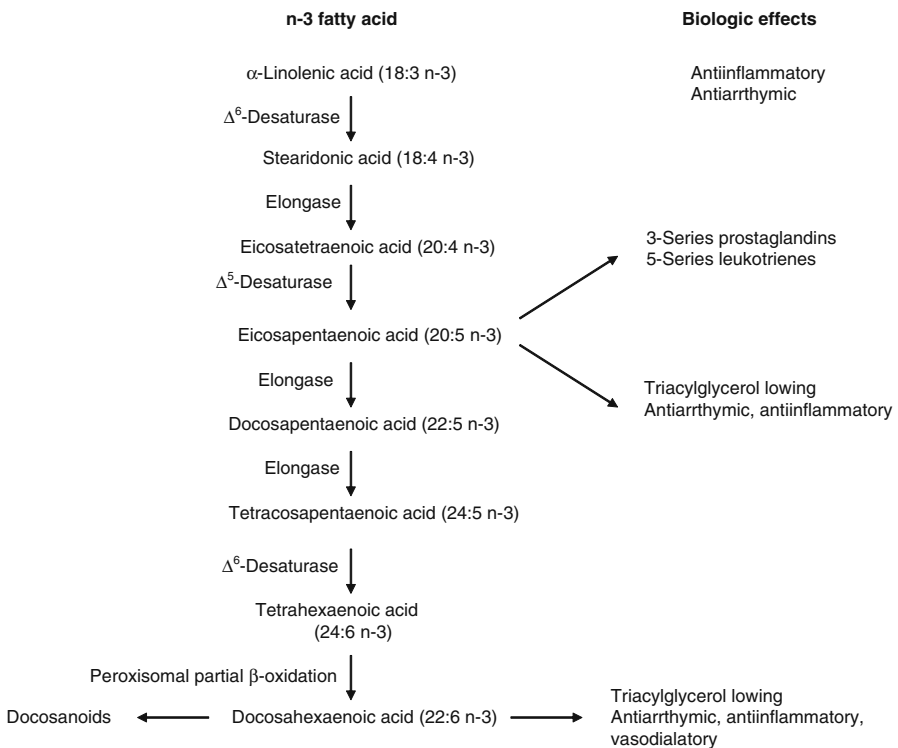 n-3 fatty acid
Biologic effects
α-Linolenic acid (18:3 n-3)
Antiinflammatory
Antiarrthymic
Δ⁶-Desaturase
Stearidonic acid (18:4 n-3)
Elongase
Eicosatetraenoic acid (20:4 n-3)
3-Series prostaglandins
5-Series leukotrienes
Δ⁵-Desaturase
Eicosapentaenoic acid (20:5 n-3)
Elongase
Triacylglycerol lowing
Antiarrthymic, antiinflammatory
Docosapentaenoic acid (22:5 n-3)
Elongase
Tetracosapentaenoic acid (24:5 n-3)
Δ⁶-Desaturase
Tetrahexaenoic acid
(24:6 n-3)
Peroxisomal partial β-oxidation
Docosanoids
Docosahexaenoic acid (22:6 n-3)
Triacylglycerol lowing
Antiarrthymic, antiinflammatory,
vasodialatory